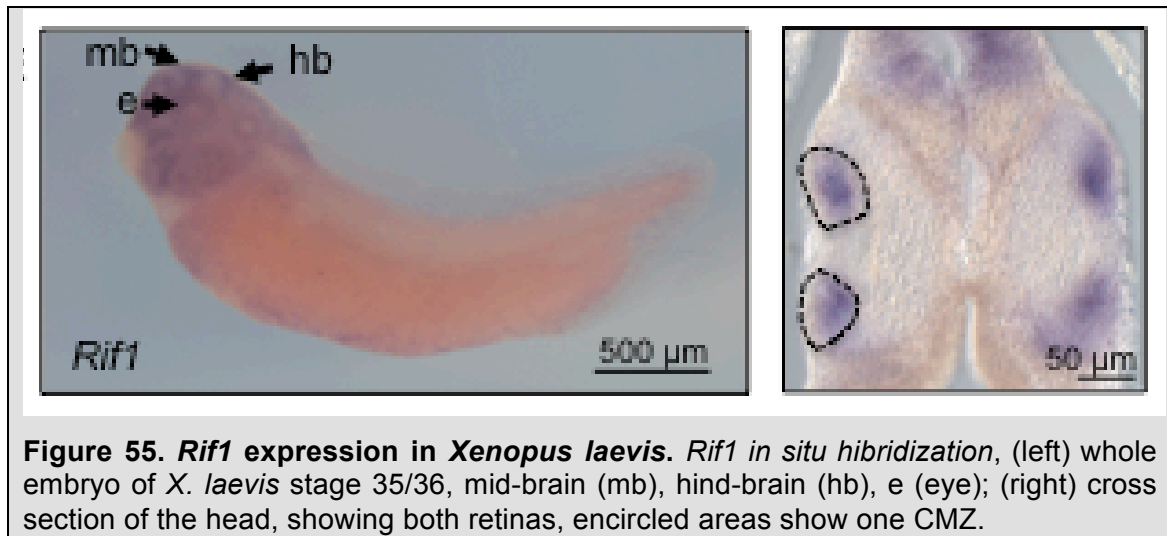 mb
hb
e
Rif1
500 µm
50 µm
Figure 55. Rif1 expression in Xenopus laevis. Rif1 in situ hibridization, (left) whole
embryo of X. laevis stage 35/36, mid-brain (mb), hind-brain (hb), e (eye); (right) cross
section of the head, showing both retinas, encircled areas show one CMZ.